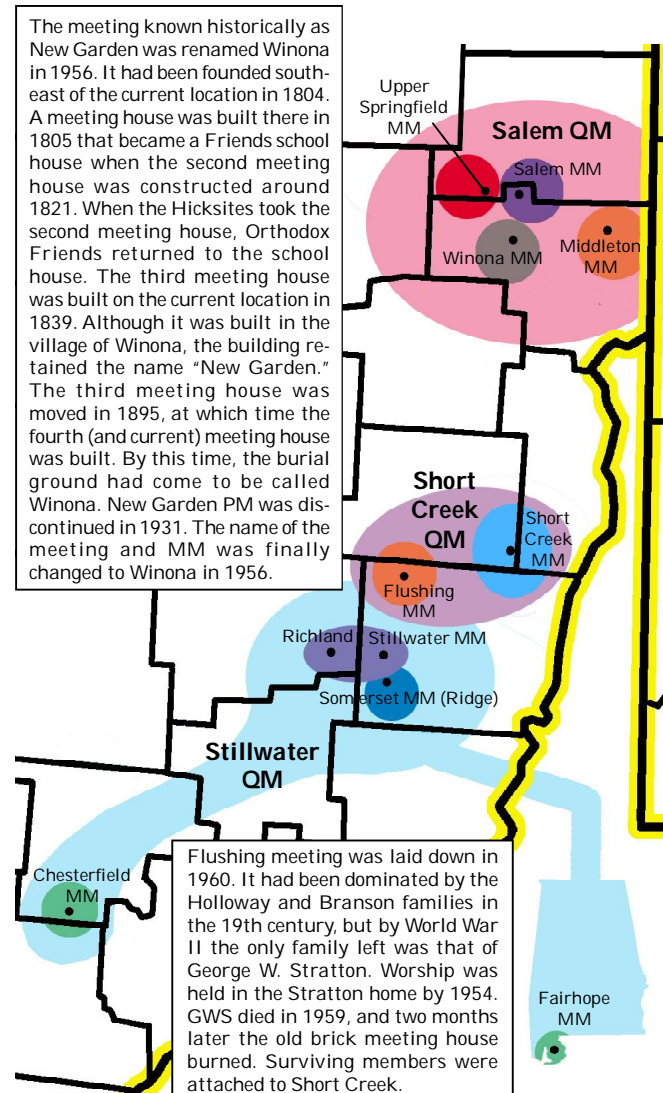 The meeting known historically as
New Garden was renamed Winona
in 1956. It had been founded south-
east of the current location in 1804.
A meeting house was built there in
1805 that became a Friends school
house when the second meeting
house was constructed around
1821. When the Hicksites took the
second meeting house, Orthodox
Friends returned to the school
house. The third meeting house
was built on the current location in
1839. Although it was built in the
village of Winona, the building re-
tained the name “New Garden.”
The third meeting house was
moved in 1895, at which time the
fourth (and current) meeting house
was built. By this time, the burial
ground had come to be called
Winona. New Garden PM was dis-
continued in 1931. The name of the
meeting and MM was finally
changed to Winona in 1956.
Upper
Springfield
MM
Salem QM
Salem MM
Winona MM
Middleton
MM
Short
Creek
QM
Short
Creek
MM
Flushing
MM
Richland
Stillwater MM
Somerset MM (Ridge)
Stillwater
QM
Chesterfield
MM
Flushing meeting was laid down in
1960. It had been dominated by the
Holloway and Branson families in
the 19th century, but by World War
II the only family left was that of
George W. Stratton. Worship was
held in the Stratton home by 1954.
GWS died in 1959, and two months
later the old brick meeting house
burned. Surviving members were
attached to Short Creek.
Fairhope
MM